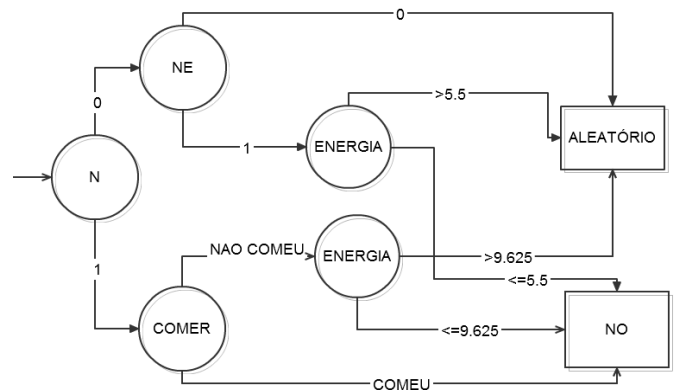 0
NE
0
>5.5
1
ENERGIA
ALEATÓRIO
N
NAO COMEU
ENERGIA
>9.625
<=5.5
1
COMER
<=9.625
NO
COMEU